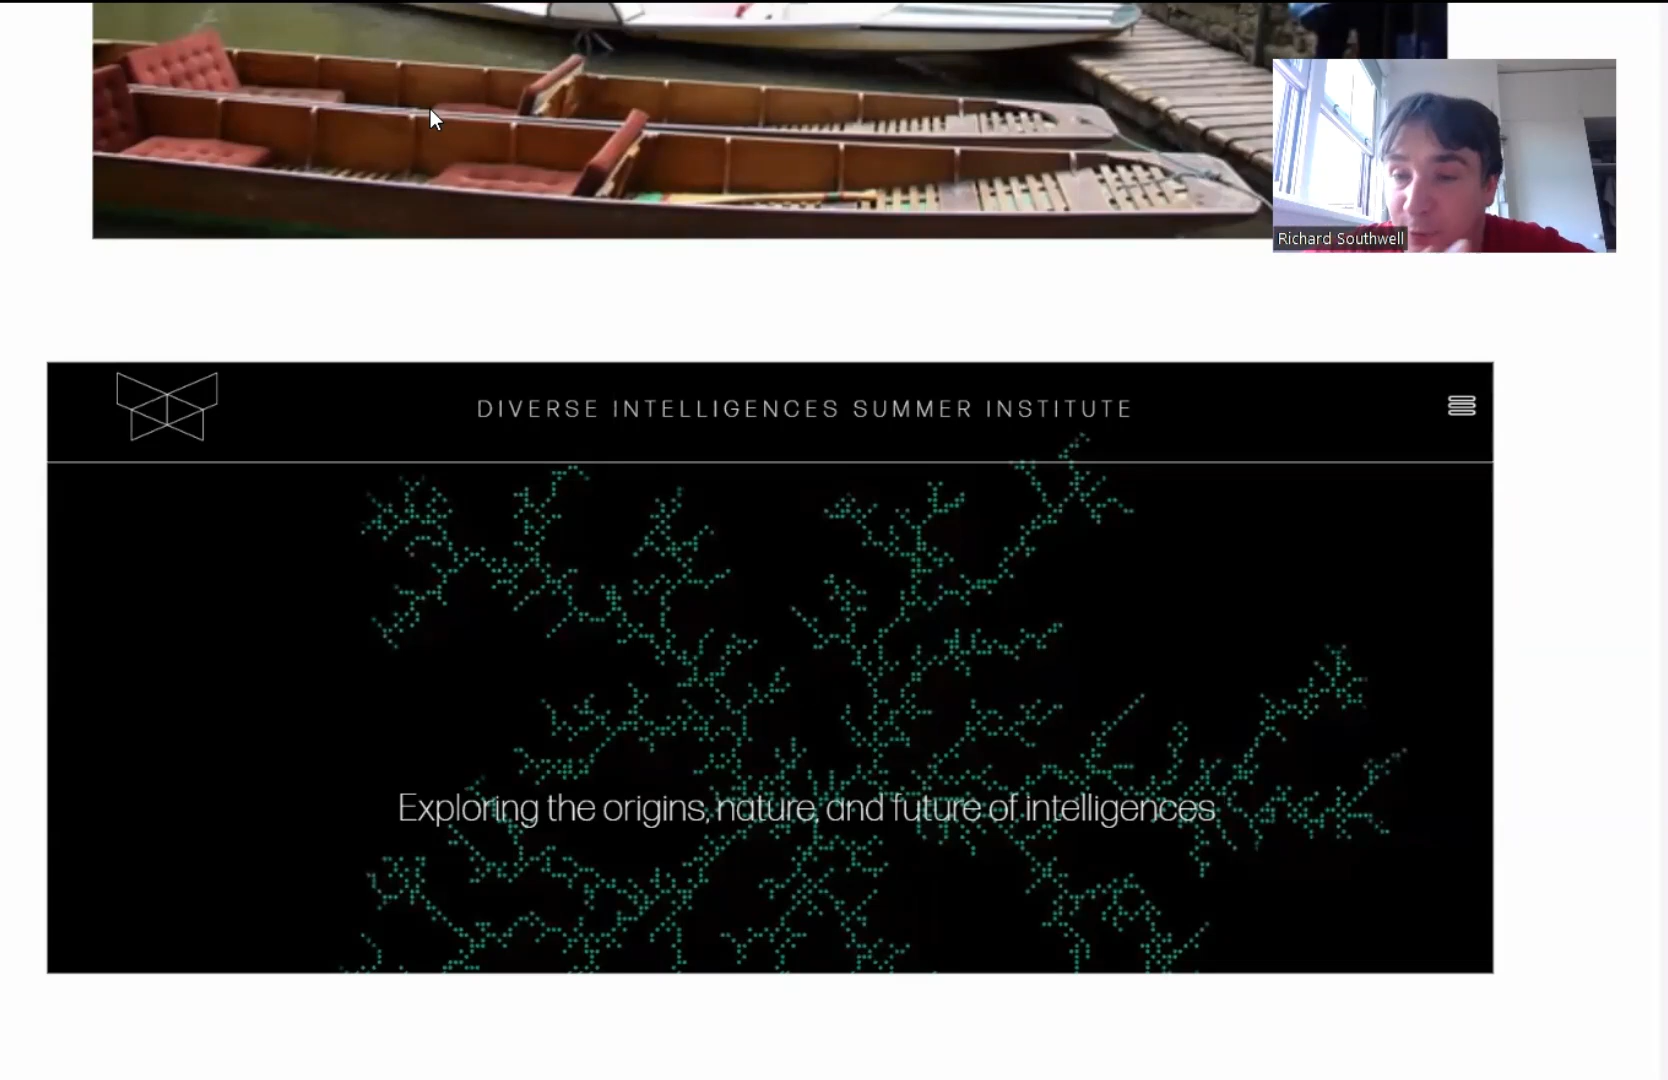 Richard Southwell
DIVERSE INTELLIGENCES SUMMER INSTITUTE
Exploring the origins, nature, and future of intelligences